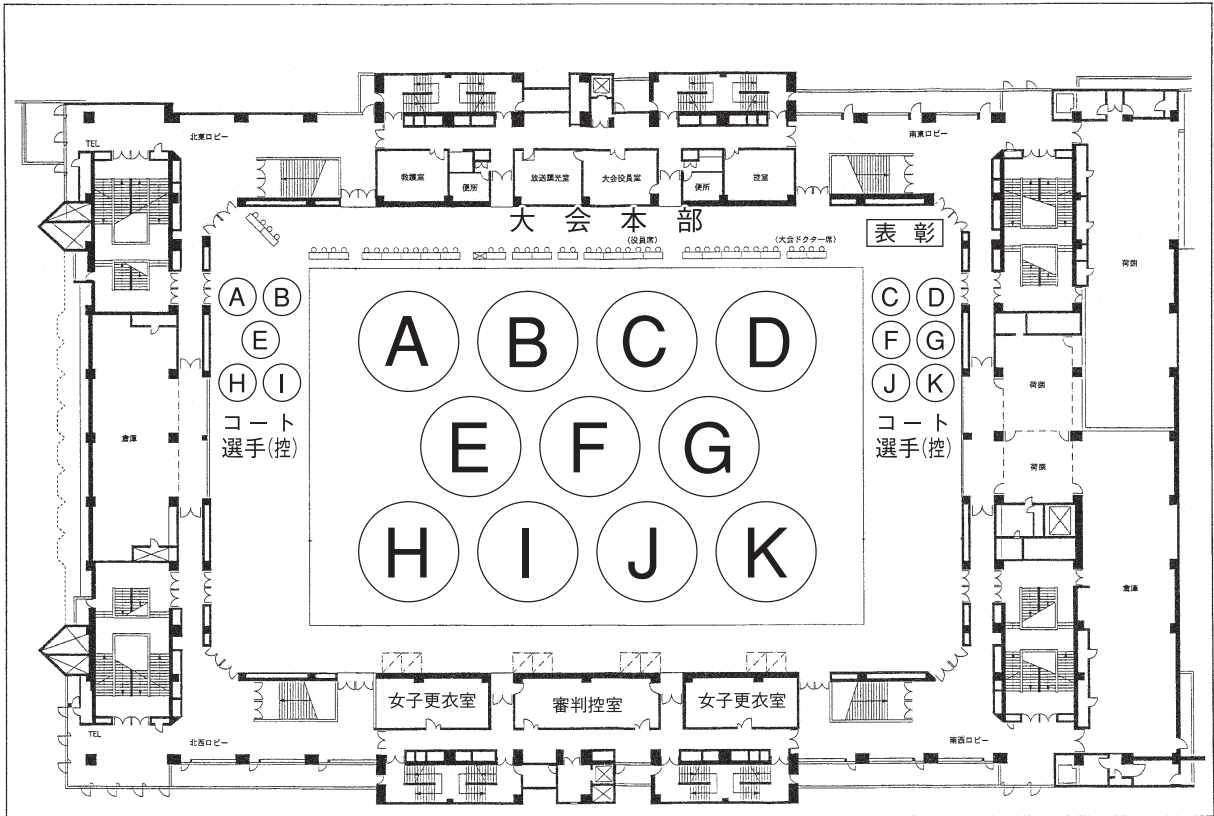 TEL
北東ロビー
南東ロビー
救護室
便所
放送調光室
大会役員室
便所
控室
大会本部
(役員席)
(大会ドクター席)
表彰
荷捌
A B
E
H I
コート
選手(控)
A B C D
E F G
H I J K
C D
F G
J K
コート
選手(控)
倉庫
荷捌
荷捌
倉庫
女子更衣室
審判控室
女子更衣室
TEL
北西ロビー
南西ロビー